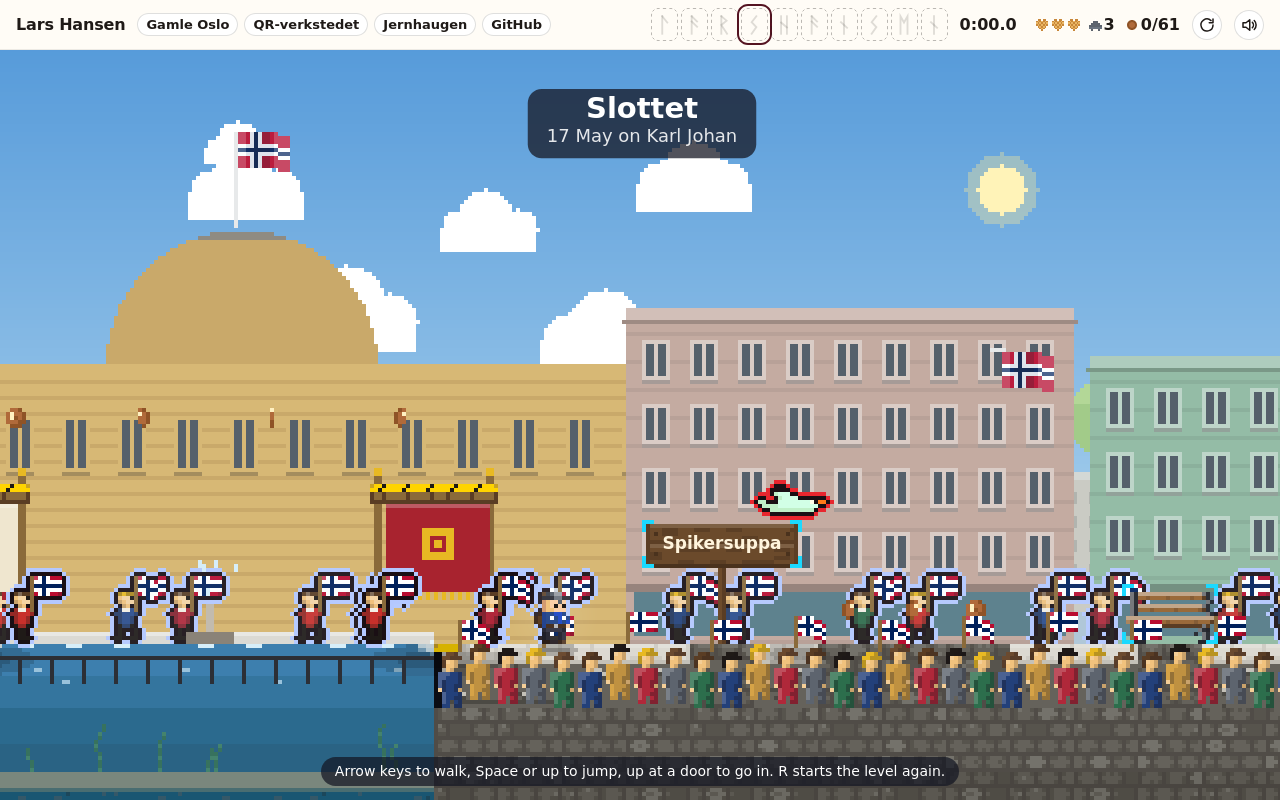 Lars Hansen Gamle Oslo QR-verkstedet Jernhaugen GitHub ᛚ ᚨ ᚱ ᛊ ᚺ ᚨ ᚾ ᛊ ᛖ ᚾ 0:00.0 3 0/61
Slottet
17 May on Karl Johan
Spikersuppa
Arrow keys to walk, Space or up to jump, up at a door to go in. R starts the level again.